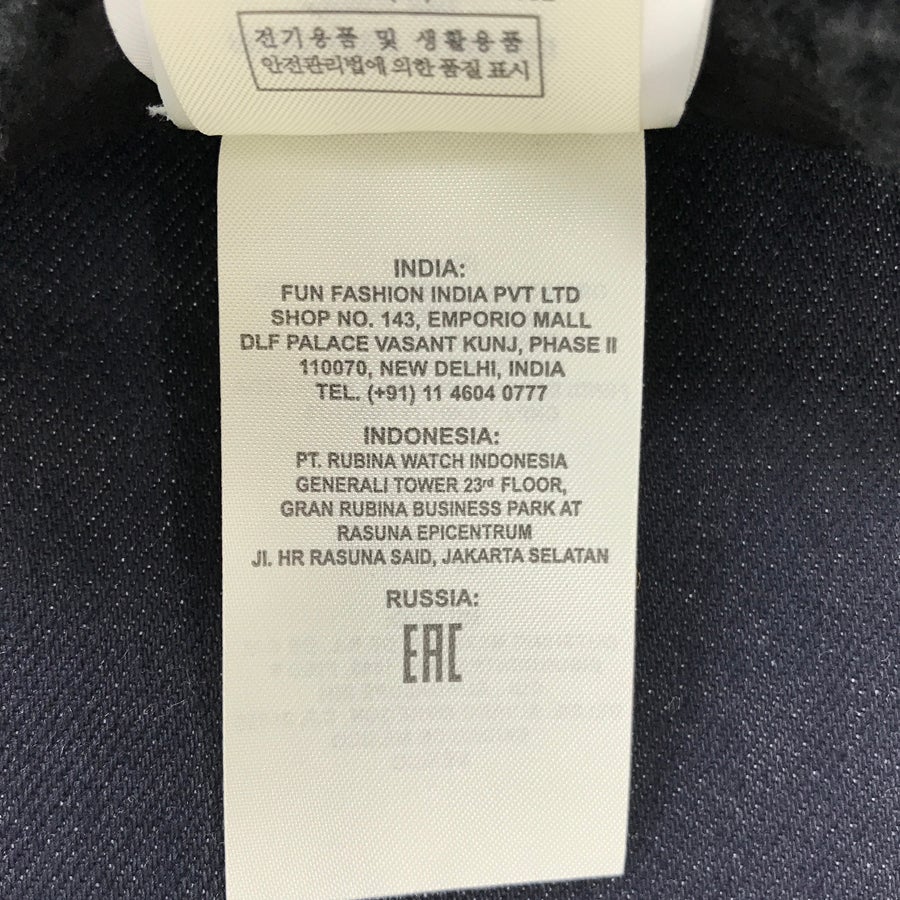 전기용품 및 생활용품
안전관리법에 의한 품질 표시
INDIA:
FUN FASHION INDIA PVT LTD
SHOP NO. 143, EMPORIO MALL
DLF PALACE VASANT KUNJ, PHASE II
110070, NEW DELHI, INDIA
TEL. (+91) 11 4604 0777
INDONESIA:
PT. RUBINA WATCH INDONESIA
GENERALI TOWER 23rd FLOOR,
GRAN RUBINA BUSINESS PARK AT
RASUNA EPICENTRUM
JI. HR RASUNA SAID, JAKARTA SELATAN
RUSSIA:
EAC